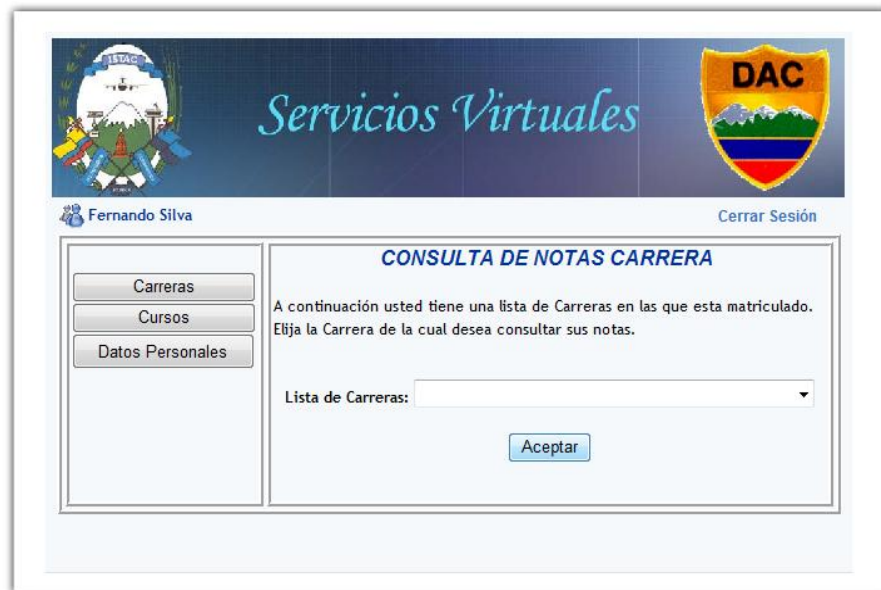 ISTAC
Servicios Virtuales
DAC
Fernando Silva
Cerrar Sesión
Carreras
Cursos
Datos Personales
CONSULTA DE NOTAS CARRERA
A continuación usted tiene una lista de Carreras en las que esta matriculado.
Elija la Carrera de la cual desea consultar sus notas.
Lista de Carreras:
Aceptar